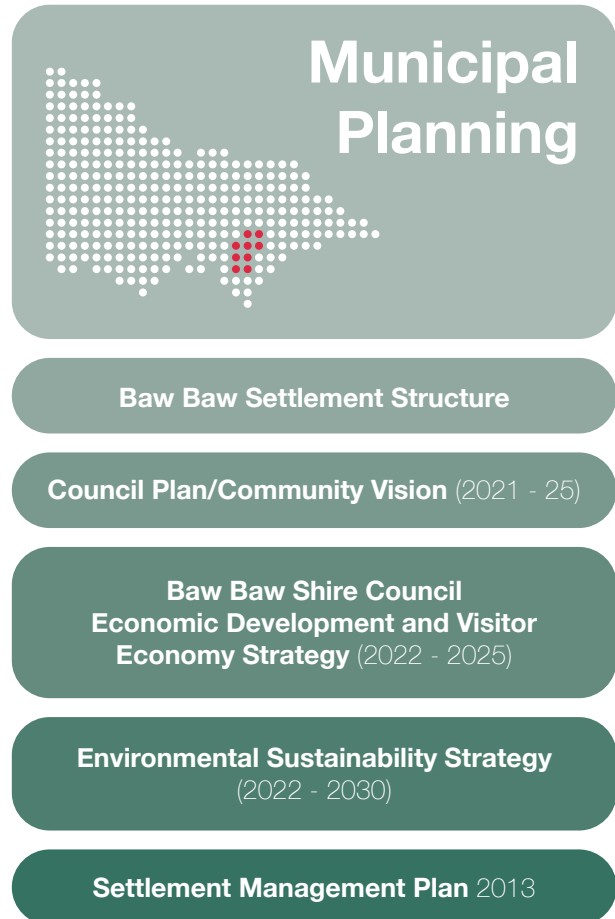 Municipal
Planning
Baw Baw Settlement Structure
Council Plan/Community Vision (2021 - 25)
Baw Baw Shire Council
Economic Development and Visitor
Economy Strategy (2022 - 2025)
Environmental Sustainability Strategy
(2022 - 2030)
Settlement Management Plan 2013